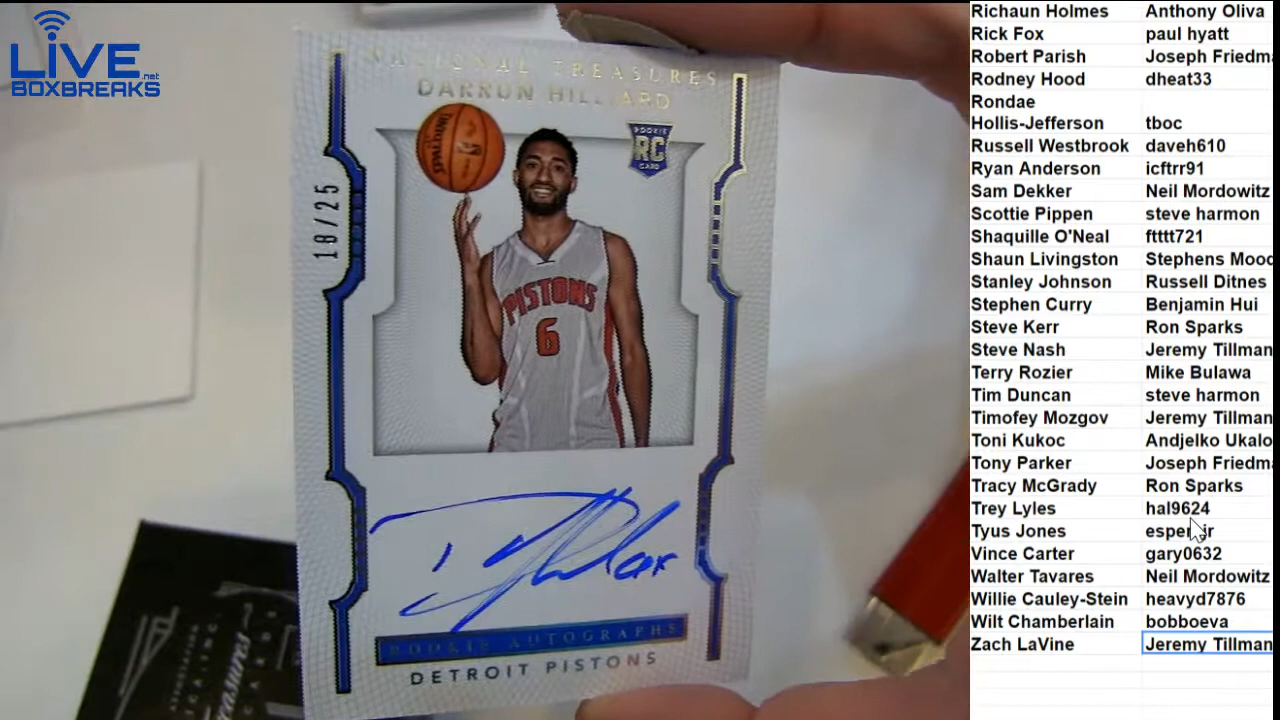 LIVE
.net
BOXBREAKS
NATIONAL TREASURES
DARRUN HILLIARD
SPALDING
ROOKIE
RC
CARD
18/25
PISTONS
6
ROOKIE AUTOGRAPHS
DETROIT PISTONS
Treasures
Richaun Holmes Anthony Oliva
Rick Fox paul hyatt
Robert Parish Joseph Friedma
Rodney Hood dheat33
Rondae
Hollis-Jefferson tboc
Russell Westbrook daveh610
Ryan Anderson icftrr91
Sam Dekker Neil Mordowitz
Scottie Pippen steve harmon
Shaquille O'Neal fttt721
Shaun Livingston Stephens Mood
Stanley Johnson Russell Ditnes
Stephen Curry Benjamin Hui
Steve Kerr Ron Sparks
Steve Nash Jeremy Tillman
Terry Rozier Mike Bulawa
Tim Duncan steve harmon
Timofey Mozgov Jeremy Tillman
Toni Kukoc Andjelko Ukalo
Tony Parker Joseph Friedma
Tracy McGrady Ron Sparks
Trey Lyles hal9624
Tyus Jones
Vince Carter gary0632
Walter Tavares Neil Mordowitz
Willie Cauley-Stein heavyd7876
Wilt Chamberlain bobboeva
Zach LaVine Jeremy Tillman